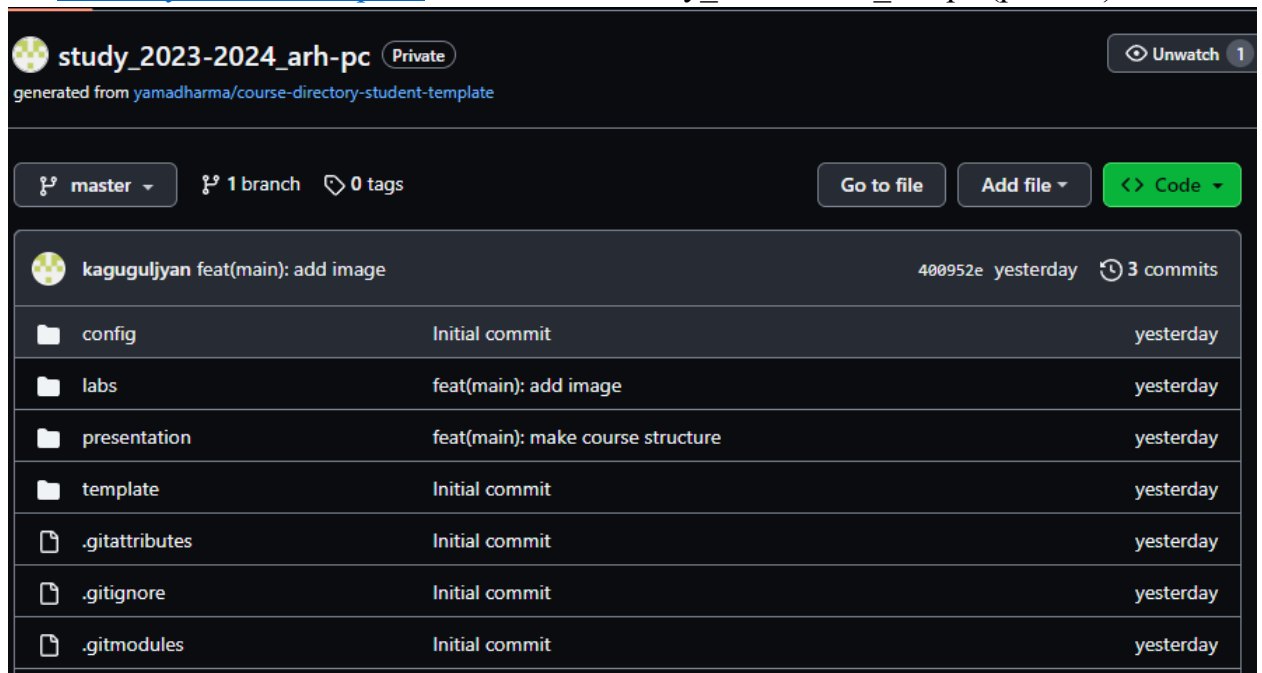 study_2023-2024_arh-pc Private
Unwatch 1
generated from yamadharma/course-directory-student-template
master 1 branch 0 tags Go to file Add file <> Code
kaguguljyan feat(main): add image 400952e yesterday 3 commits
config Initial commit yesterday
labs feat(main): add image yesterday
presentation feat(main): make course structure yesterday
template Initial commit yesterday
.gitattributes Initial commit yesterday
.gitignore Initial commit yesterday
.gitmodules Initial commit yesterday